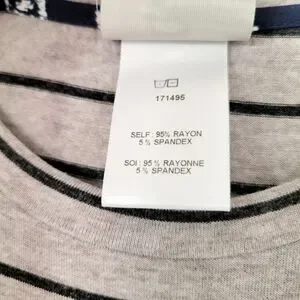 171495
SELF : 95% RAYON
5 % SPANDEX
SOI : 95 % RAYONNE
5 % SPANDEX